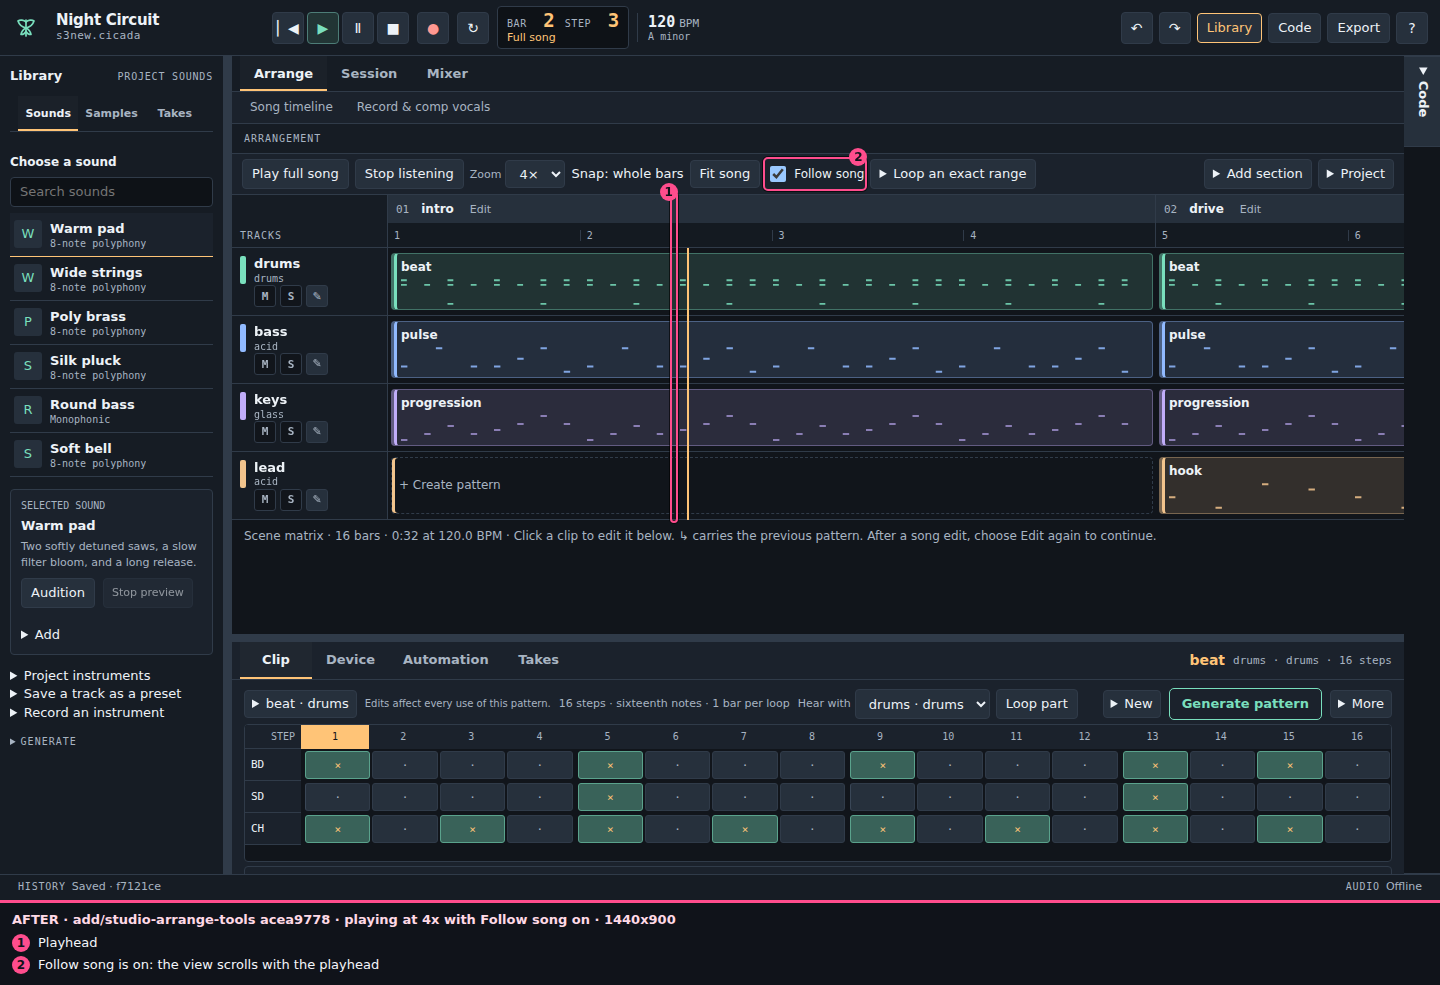 Night Circuit
s3new.cicada
BAR 2 STEP 3
Full song
120 BPM
A minor
Library
Code
Export
?
Library PROJECT SOUNDS
Sounds Samples Takes
Choose a sound
Search sounds
W Warm pad
8-note polyphony
W Wide strings
8-note polyphony
P Poly brass
8-note polyphony
S Silk pluck
8-note polyphony
R Round bass
Monophonic
S Soft bell
8-note polyphony
SELECTED SOUND
Warm pad
Two softly detuned saws, a slow
filter bloom, and a long release.
Audition Stop preview
▶ Add
▶ Project instruments
▶ Save a track as a preset
▶ Record an instrument
▶ GENERATE
Arrange Session Mixer
Song timeline Record & comp vocals
ARRANGEMENT
Play full song Stop listening Zoom 4× Snap: whole bars Fit song Follow song ▶ Loop an exact range ▶ Add section ▶ Project
2
1
01 intro Edit 02 drive Edit
TRACKS 1 2 3 4 5 6
drums
drums
M S ✎
beat beat
bass
acid
M S ✎
pulse pulse
keys
glass
M S ✎
progression progression
lead
acid
M S ✎
+ Create pattern hook
Scene matrix · 16 bars · 0:32 at 120.0 BPM · Click a clip to edit it below. ↳ carries the previous pattern. After a song edit, choose Edit again to continue.
Clip Device Automation Takes beat drums · drums · 16 steps
▶ beat · drums Edits affect every use of this pattern. 16 steps · sixteenth notes · 1 bar per loop Hear with drums · drums Loop part ▶ New Generate pattern ▶ More
STEP 1 2 3 4 5 6 7 8 9 10 11 12 13 14 15 16
BD × · · · × · · · × · · · × · × ·
SD · · · · × · · · · · · · × · · ·
CH × · × · × · × · × · × · × · × ·
▶ Code
HISTORY Saved · f7121ce AUDIO Offline
AFTER · add/studio-arrange-tools acea9778 · playing at 4x with Follow song on · 1440x900
1 Playhead
2 Follow song is on: the view scrolls with the playhead